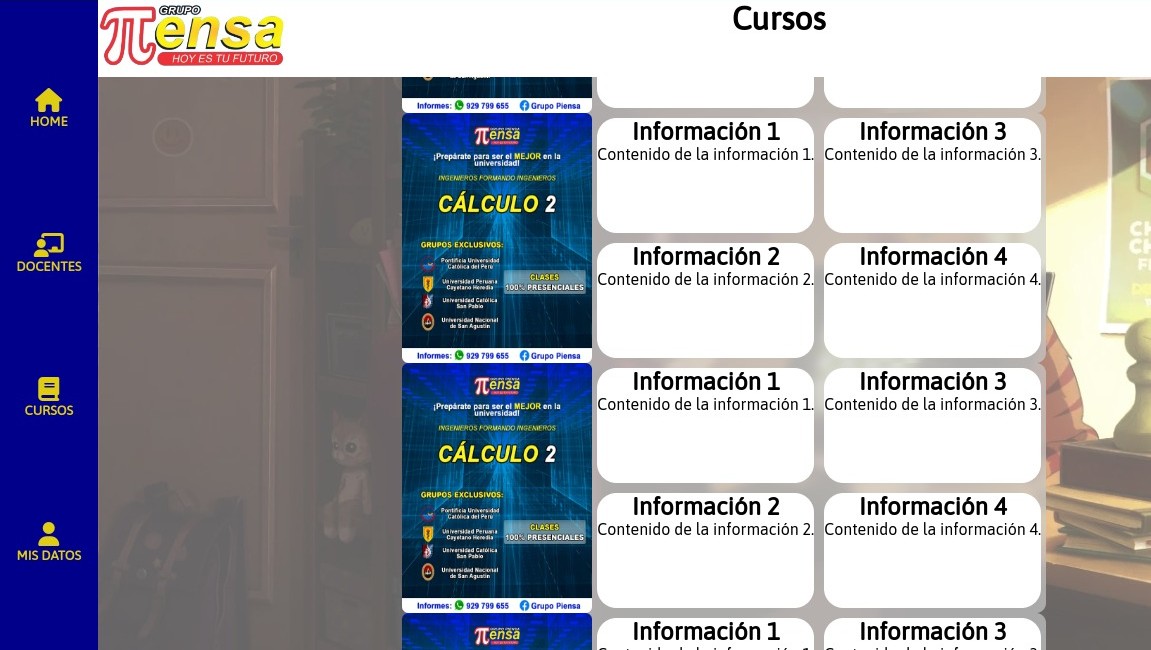 GRUPO
πensa
HOY ES TU FUTURO
Cursos
HOME
DOCENTES
CURSOS
MIS DATOS
Informes: 929 799 655 Grupo Piensa
πensa
¡Prepárate para ser el MEJOR en la
universidad!
INGENIEROS FORMANDO INGENIEROS
CÁLCULO 2
GRUPOS EXCLUSIVOS:
Pontificia Universidad
Católica del Perú
Universidad Peruana
Cayetano Heredia
Universidad Católica
San Pablo
Universidad Nacional
de San Agustín
CLASES
100% PRESENCIALES
Informes: 929 799 655 Grupo Piensa
Información 1
Contenido de la información 1.
Información 3
Contenido de la información 3.
Información 2
Contenido de la información 2.
Información 4
Contenido de la información 4.
πensa
¡Prepárate para ser el MEJOR en la
universidad!
INGENIEROS FORMANDO INGENIEROS
CÁLCULO 2
GRUPOS EXCLUSIVOS:
Pontificia Universidad
Católica del Perú
Universidad Peruana
Cayetano Heredia
Universidad Católica
San Pablo
Universidad Nacional
de San Agustín
CLASES
100% PRESENCIALES
Informes: 929 799 655 Grupo Piensa
Información 1
Contenido de la información 1.
Información 3
Contenido de la información 3.
Información 2
Contenido de la información 2.
Información 4
Contenido de la información 4.
πensa
Información 1
Información 3